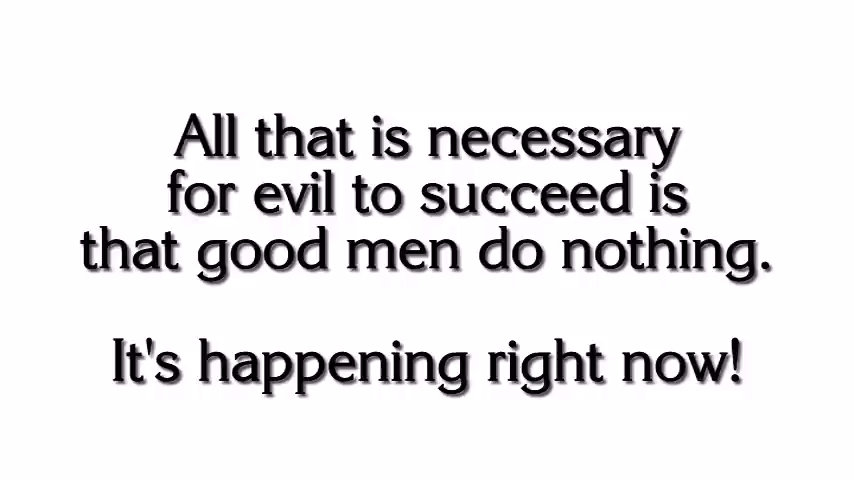 All that is necessary
for evil to succeed is
that good men do nothing.
It's happening right now!